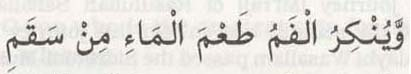 وَّيُنْكِرُ الْفَمُ طَعْمَ الْمَاءِ مِنْ سَقَمِ